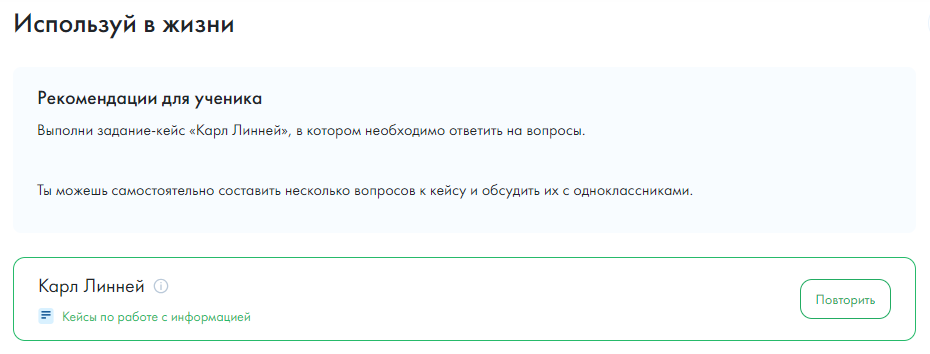 Используй в жизни
Рекомендации для ученика
Выполни задание-кейс «Карл Линней», в котором необходимо ответить на вопросы.
Ты можешь самостоятельно составить несколько вопросов к кейсу и обсудить их с одноклассниками.
Карл Линней
Повторить
Кейсы по работе с информацией